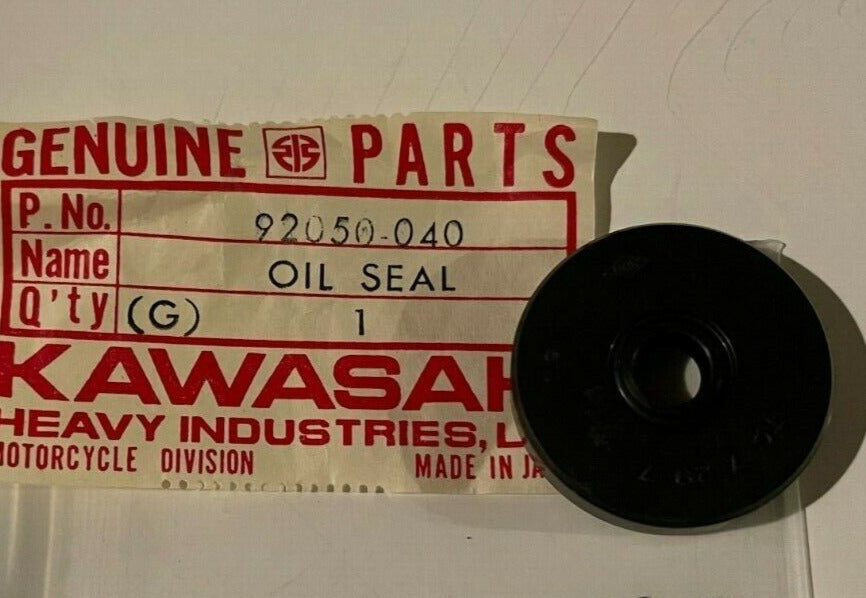 GENUINE PARTS
P. No. 92050-040
Name OIL SEAL
Q'ty (G) 1
KAWASAK
HEAVY INDUSTRIES, L
MOTORCYCLE DIVISION MADE IN JA